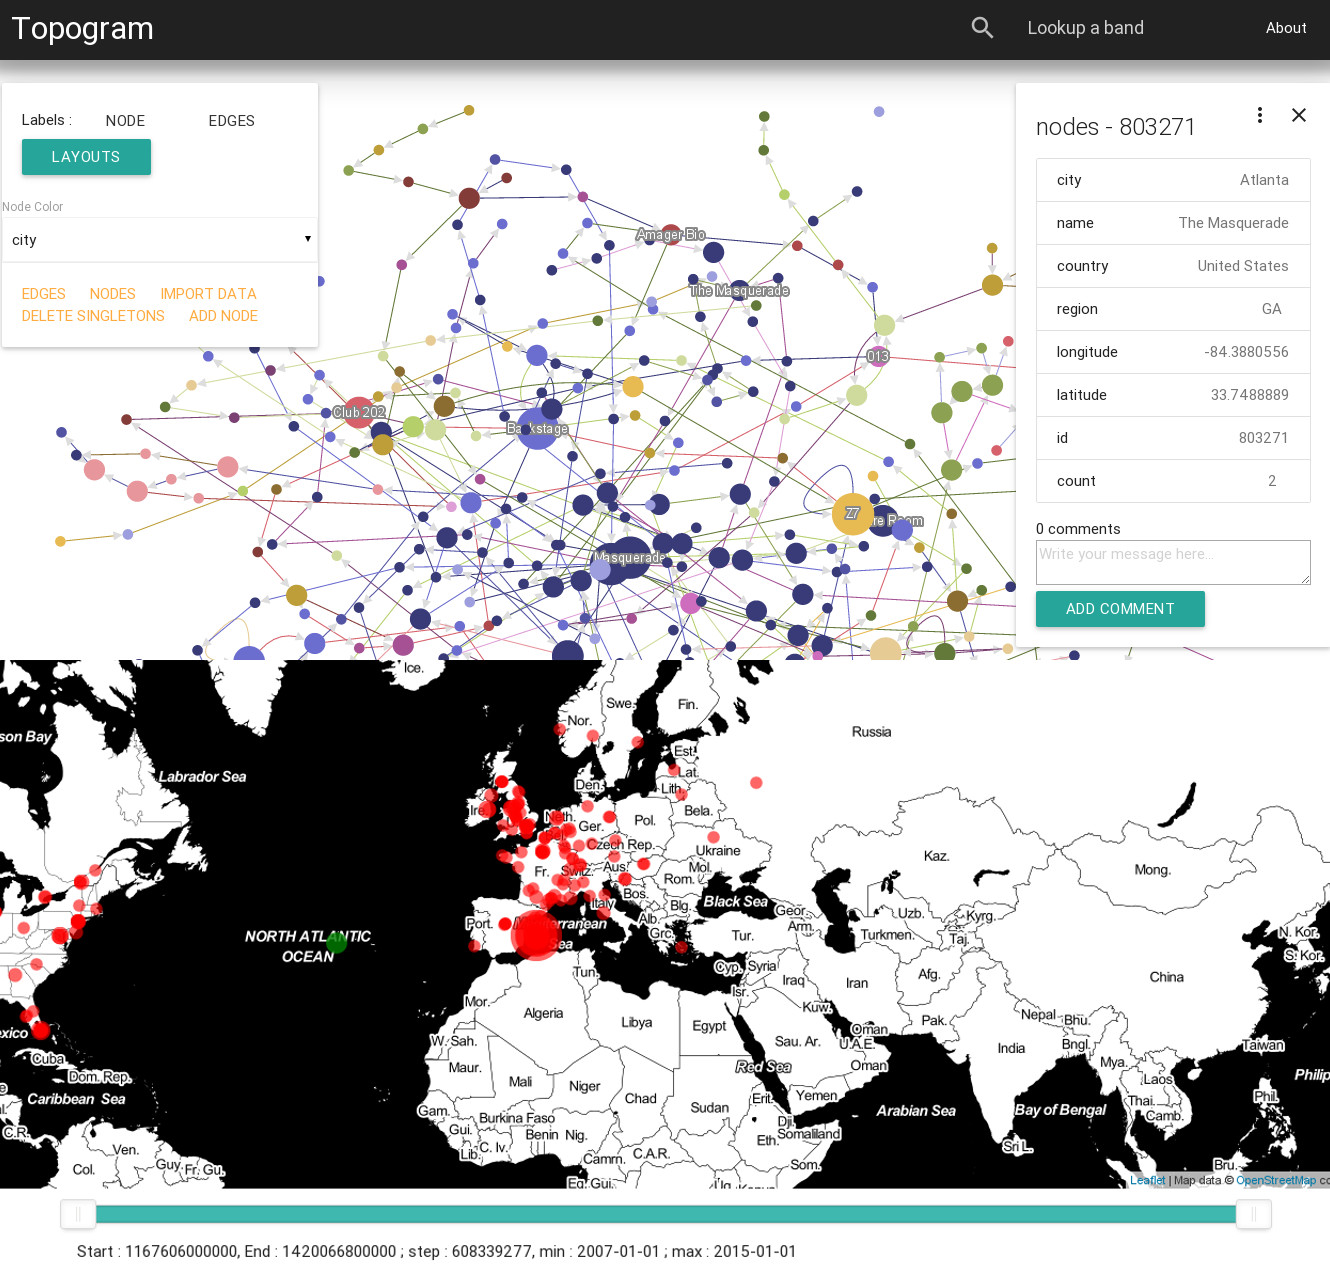 Topogram
Lookup a band
About
Labels :
NODE
EDGES
LAYOUTS
Node Color
city
EDGES
NODES
IMPORT DATA
DELETE SINGLETONS
ADD NODE
Amager Bio
The Masquerade
013
Club 202
Backstage
Z7
Masquerade
nodes - 803271
city Atlanta
name The Masquerade
country United States
region GA
longitude -84.3880556
latitude 33.7488889
id 803271
count 2
0 comments
Write your message here...
ADD COMMENT
Ice.
Swe.
Fin.
Nor.
Russia
son Bay
Est.
Labrador Sea
Lat.
Den.
Lith.
Ire.
Neth.
Bela.
Pol.
Ger.
Bel.
Czech Rep.
Ukraine
Kaz.
Fr.
Switz.
Aus.
Mol.
Mong.
Rom.
Bos.
Italy
Black Sea
Blg.
Geor.
Uzb.
Kyrg.
Port.
Alb.
Arm.
NORTH ATLANTIC
OCEAN
Grc.
Tur.
Turkmen.
Taj.
N. Kor.
S. Kor.
Sea
Tun.
Cyp.
Syria
Iraq
Iran
Afg.
China
Isr.
Mor.
Algeria
Libya
Egypt
Kuw.
Pak.
Nepal
Bhu.
exico
W. Sah.
Sau. Ar.
Oman
U.A.E.
India
Bngl.
Taiwan
Cuba
Maur.
Red Sea
Oman
Mya.
Dom. Rep.
Mali
Niger
Chad
Laos
Philip
Caribbean Sea
Gam.
Sudan
Erit.
Yemen
Arabian Sea
Bay of Bengal
Thai.
Phil.
Camb.
C.R.
Burkina Faso
Gui.
Benin
Nig.
Dji.
Somaliland
Ven.
Lib.
C. Iv.
Camrn.
C.A.R.
Eth.
Sri L.
Col.
Guy.
Fr. Gu.
Som.
Bru.
Eq. Gui.
Leaflet | Map data © OpenStreetMap co
Start : 1167606000000, End : 1420066800000 ; step : 608339277, min : 2007-01-01 ; max : 2015-01-01